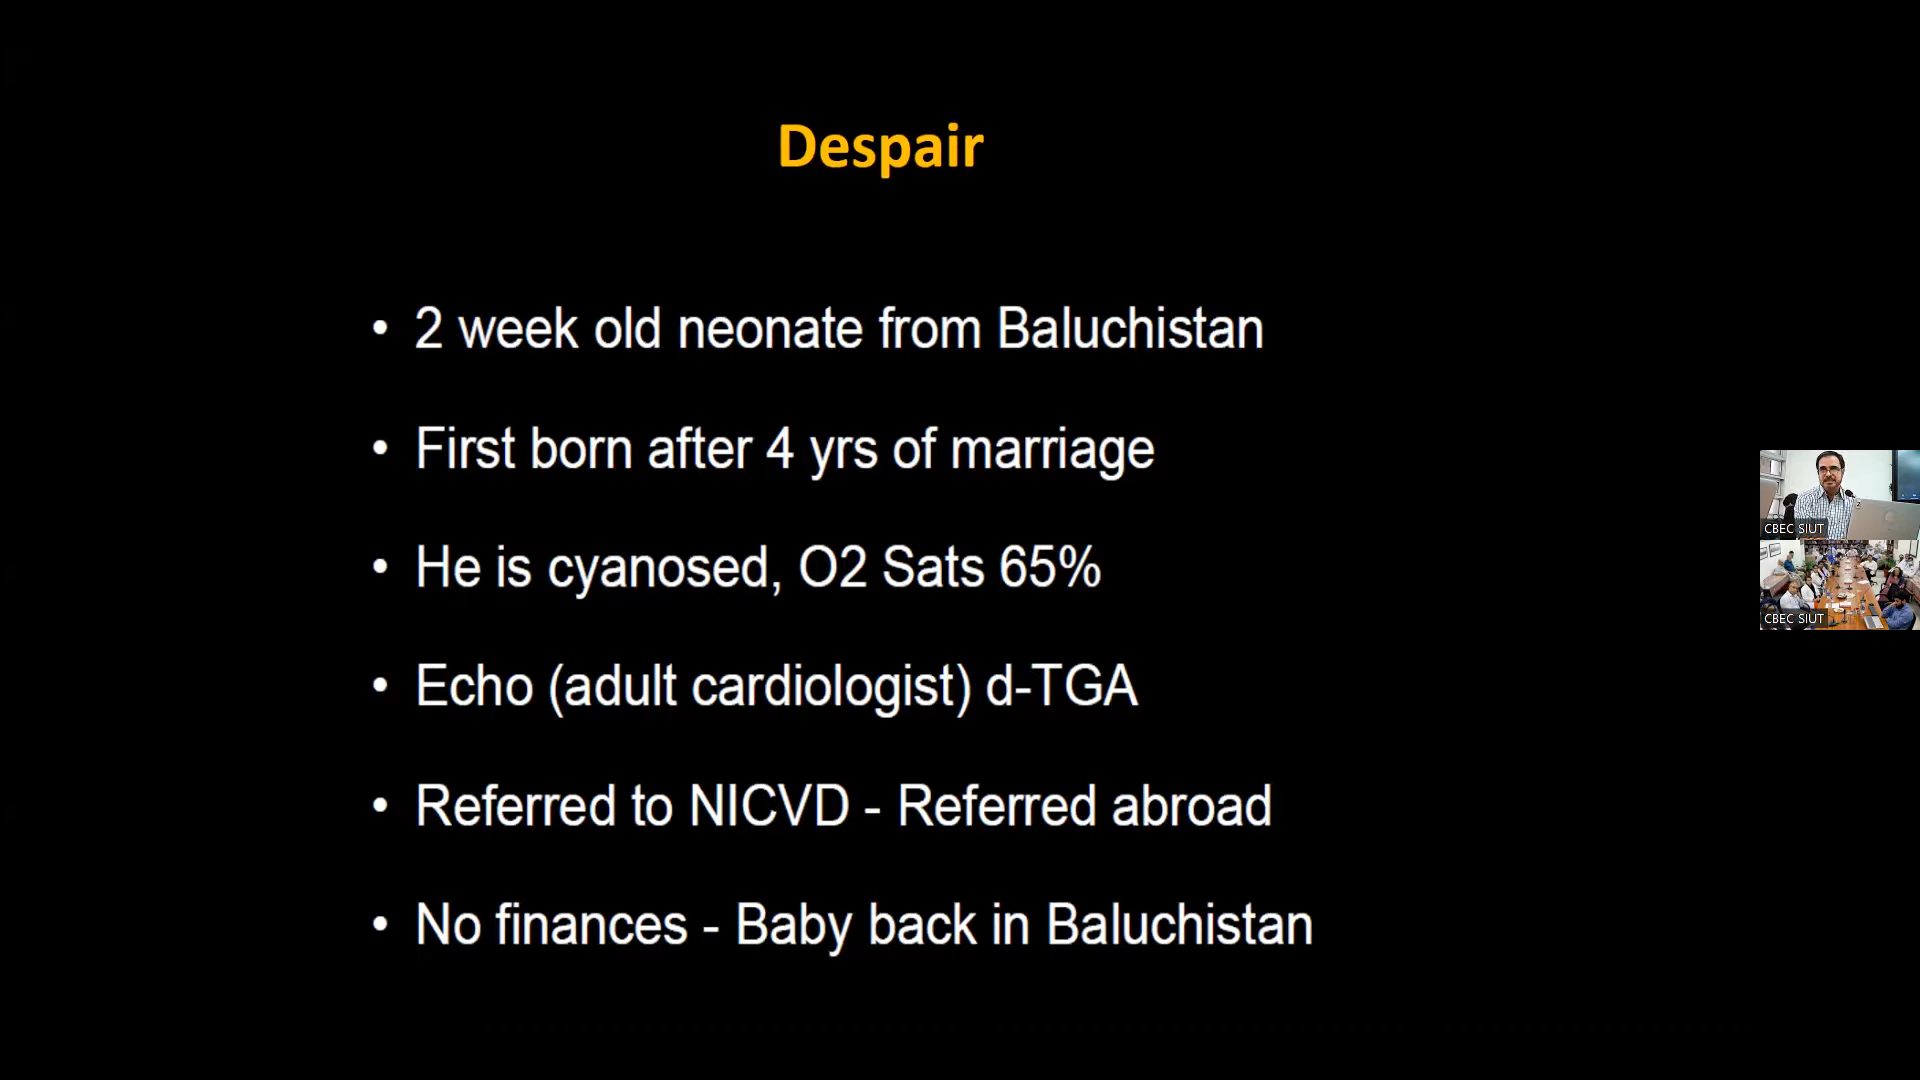 Despair
• 2 week old neonate from Baluchistan
• First born after 4 yrs of marriage
• He is cyanosed, O2 Sats 65%
• Echo (adult cardiologist) d-TGA
• Referred to NICVD - Referred abroad
• No finances - Baby back in Baluchistan
CBEC SIUT
CBEC SIUT